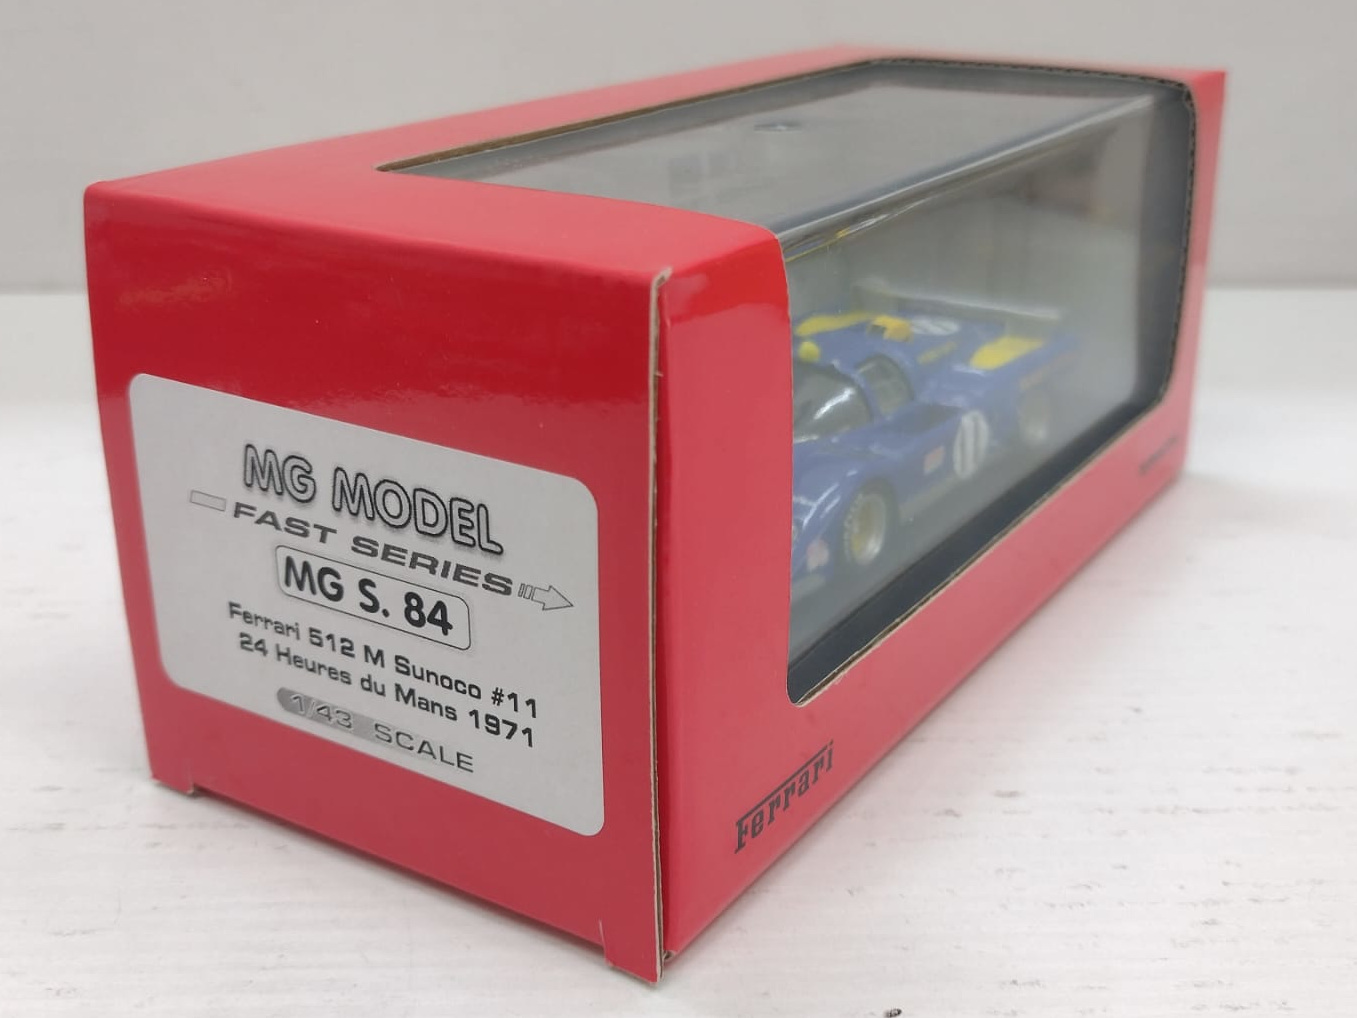 MG MODEL
FAST SERIES
MG S. 84
Ferrari 512 M Sunoco #11
24 Heures du Mans 1971
1/43 SCALE
Ferrari
11